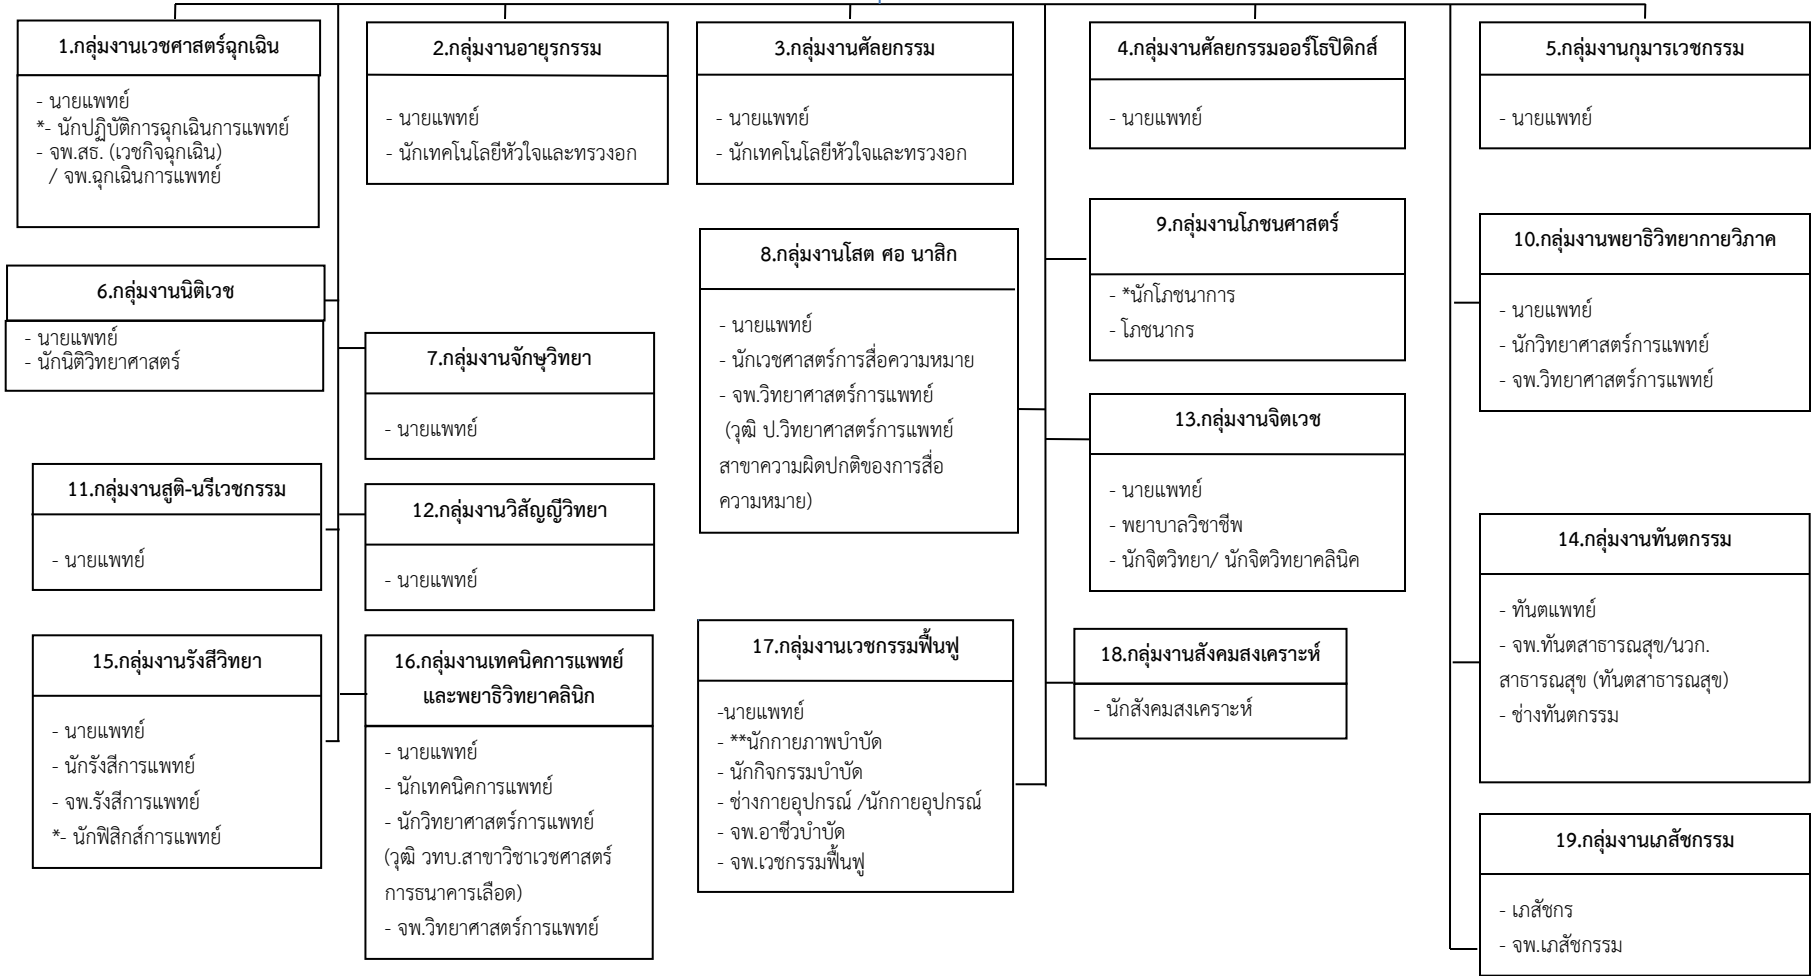 1.กลุ่มงานเวชศาสตร์ฉุกเฉิน
- นายแพทย์
*- นักปฏิบัติการฉุกเฉินการแพทย์
- จพ.สธ. (เวชกิจฉุกเฉิน)
/ จพ.ฉุกเฉินการแพทย์
2.กลุ่มงานอายุรกรรม
- นายแพทย์
- นักเทคโนโลยีหัวใจและทรวงอก
3.กลุ่มงานศัลยกรรม
- นายแพทย์
- นักเทคโนโลยีหัวใจและทรวงอก
4.กลุ่มงานศัลยกรรมออร์โธปิดิกส์
- นายแพทย์
5.กลุ่มงานกุมารเวชกรรม
- นายแพทย์
6.กลุ่มงานนิติเวช
- นายแพทย์
- นักนิติวิทยาศาสตร์
7.กลุ่มงานจักษุวิทยา
- นายแพทย์
8.กลุ่มงานโสต ศอ นาสิก
- นายแพทย์
- นักเวชศาสตร์การสื่อความหมาย
- จพ.วิทยาศาสตร์การแพทย์
(วุฒิ ป.วิทยาศาสตร์การแพทย์
สาขาความผิดปกติของการสื่อ
ความหมาย)
9.กลุ่มงานโภชนศาสตร์
- *นักโภชนาการ
- โภชนากร
10.กลุ่มงานพยาธิวิทยากายวิภาค
- นายแพทย์
- นักวิทยาศาสตร์การแพทย์
- จพ.วิทยาศาสตร์การแพทย์
11.กลุ่มงานสูติ-นรีเวชกรรม
- นายแพทย์
12.กลุ่มงานวิสัญญีวิทยา
- นายแพทย์
13.กลุ่มงานจิตเวช
- นายแพทย์
- พยาบาลวิชาชีพ
- นักจิตวิทยา/ นักจิตวิทยาคลินิค
14.กลุ่มงานทันตกรรม
- ทันตแพทย์
- จพ.ทันตสาธารณสุข/นวก.
สาธารณสุข (ทันตสาธารณสุข)
- ช่างทันตกรรม
15.กลุ่มงานรังสีวิทยา
- นายแพทย์
- นักรังสีการแพทย์
- จพ.รังสีการแพทย์
*- นักฟิสิกส์การแพทย์
16.กลุ่มงานเทคนิคการแพทย์
และพยาธิวิทยาคลินิก
- นายแพทย์
- นักเทคนิคการแพทย์
- นักวิทยาศาสตร์การแพทย์
(วุฒิ วทบ.สาขาวิชาเวชศาสตร์
การธนาคารเลือด)
- จพ.วิทยาศาสตร์การแพทย์
17.กลุ่มงานเวชกรรมฟื้นฟู
-นายแพทย์
- **นักกายภาพบำบัด
- นักกิจกรรมบำบัด
- ช่างกายอุปกรณ์ /นักกายอุปกรณ์
- จพ.อาชีวบำบัด
- จพ.เวชกรรมฟื้นฟู
18.กลุ่มงานสังคมสงเคราะห์
- นักสังคมสงเคราะห์
19.กลุ่มงานเภสัชกรรม
- เภสัชกร
- จพ.เภสัชกรรม